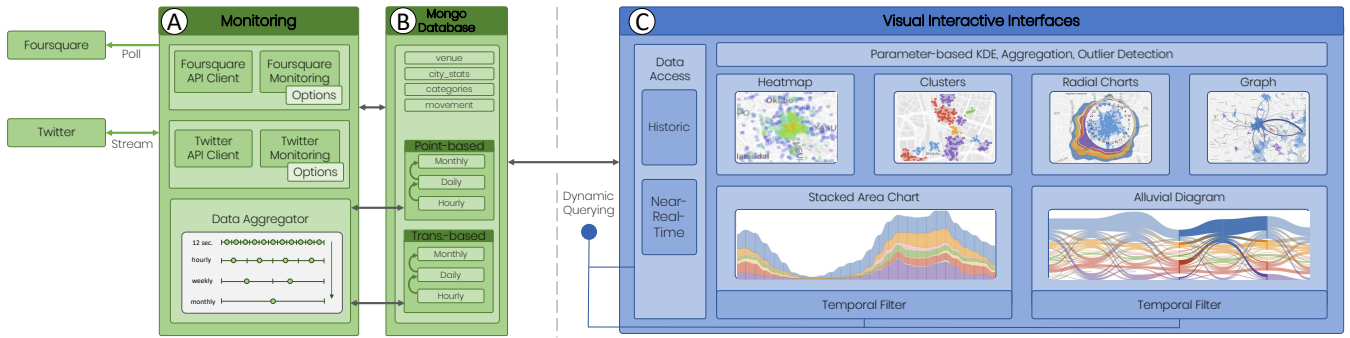 Foursquare
Poll
Twitter
Stream
A
Monitoring
Foursquare
API Client
Foursquare
Monitoring
Options
Twitter
API Client
Twitter
Monitoring
Options
Data Aggregator
12 sec.
hourly
weekly
monthly
B
Mongo
Database
venue
city_stats
categories
movement
Point-based
Monthly
Daily
Hourly
Trans.-based
Monthly
Daily
Hourly
Dynamic
Querying
C
Visual Interactive Interfaces
Data
Access
Historic
Near-
Real-
Time
Parameter-based KDE, Aggregation, Outlier Detection
Heatmap
Clusters
Radial Charts
Graph
Stacked Area Chart
Temporal Filter
Alluvial Diagram
Temporal Filter